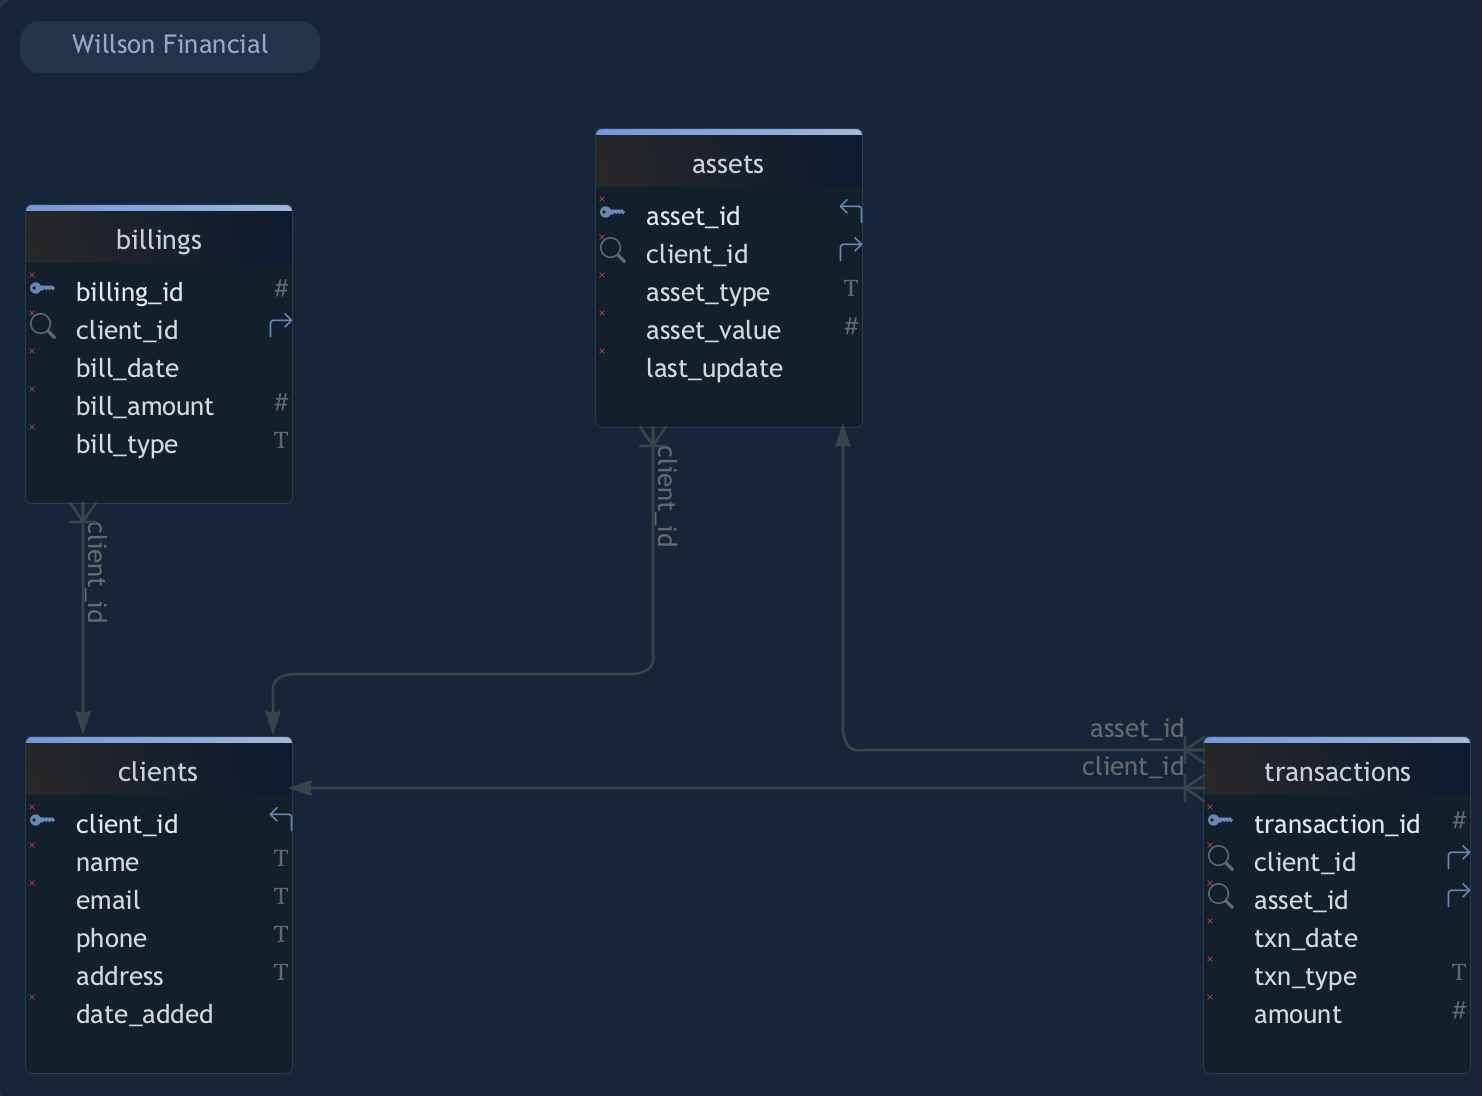 Willson Financial
assets
asset_id
client_id
asset_type T
asset_value #
last_update
billings
billing_id #
client_id
bill_date
bill_amount #
bill_type T
client_id
client_id
asset_id
client_id
clients
client_id
name T
email T
phone T
address T
date_added
transactions
transaction_id #
client_id
asset_id
txn_date
txn_type T
amount #